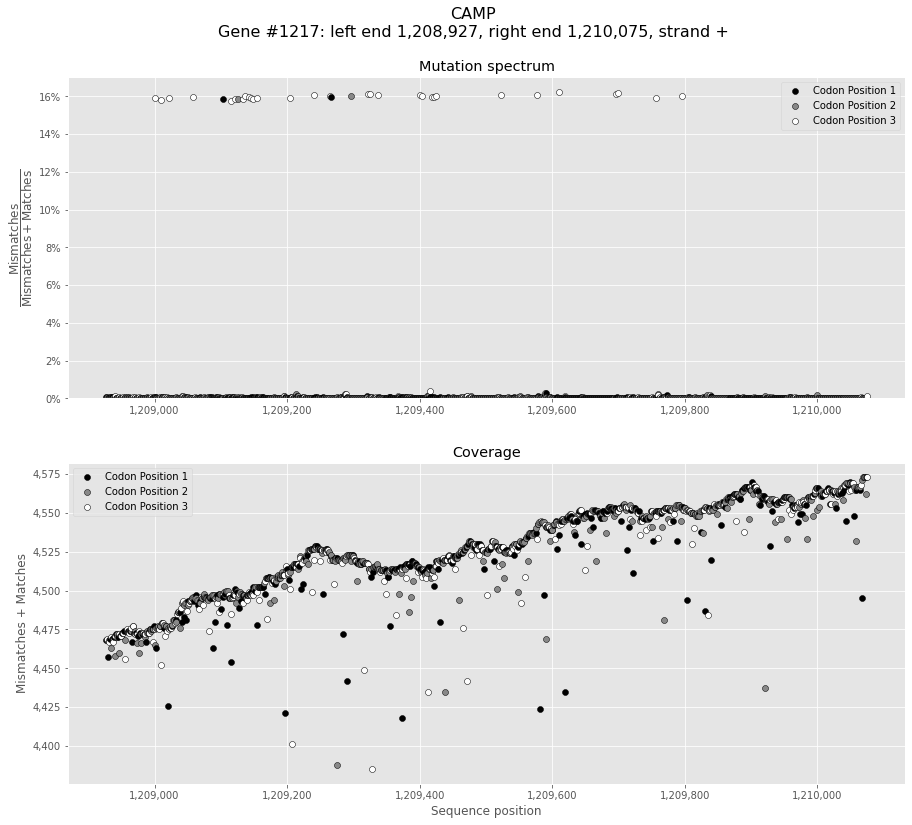 CAMP
Gene #1217: left end 1,208,927, right end 1,210,075, strand +
Mutation spectrum
16%
14%
12%
10%
8%
6%
4%
2%
0%
Mismatches
Mismatches + Matches
Codon Position 1
Codon Position 2
Codon Position 3
1,209,000
1,209,200
1,209,400
1,209,600
1,209,800
1,210,000
Coverage
4,575
4,550
4,525
4,500
4,475
4,450
4,425
4,400
Mismatches + Matches
Codon Position 1
Codon Position 2
Codon Position 3
1,209,000
1,209,200
1,209,400
1,209,600
1,209,800
1,210,000
Sequence position